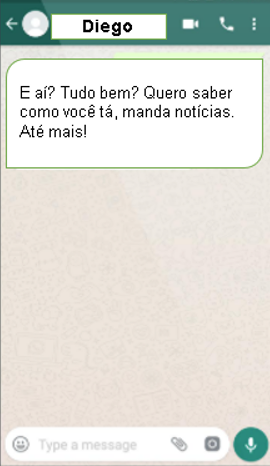 Diego
E aí? Tudo bem? Quero saber
como você tá, manda notícias.
Até mais!
Type a message